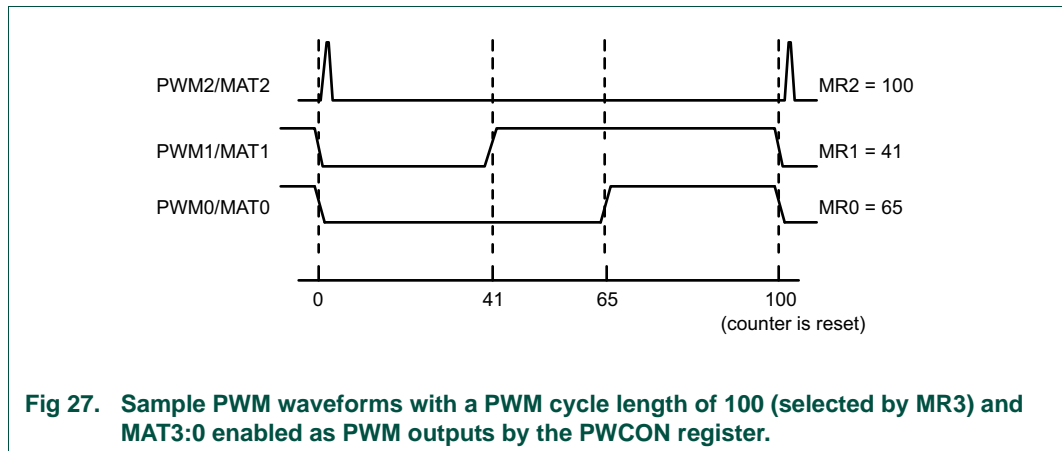 PWM2/MAT2
MR2 = 100
PWM1/MAT1
MR1 = 41
PWM0/MAT0
MR0 = 65
0
41
65
100
(counter is reset)
Fig 27. Sample PWM waveforms with a PWM cycle length of 100 (selected by MR3) and
MAT3:0 enabled as PWM outputs by the PWCON register.